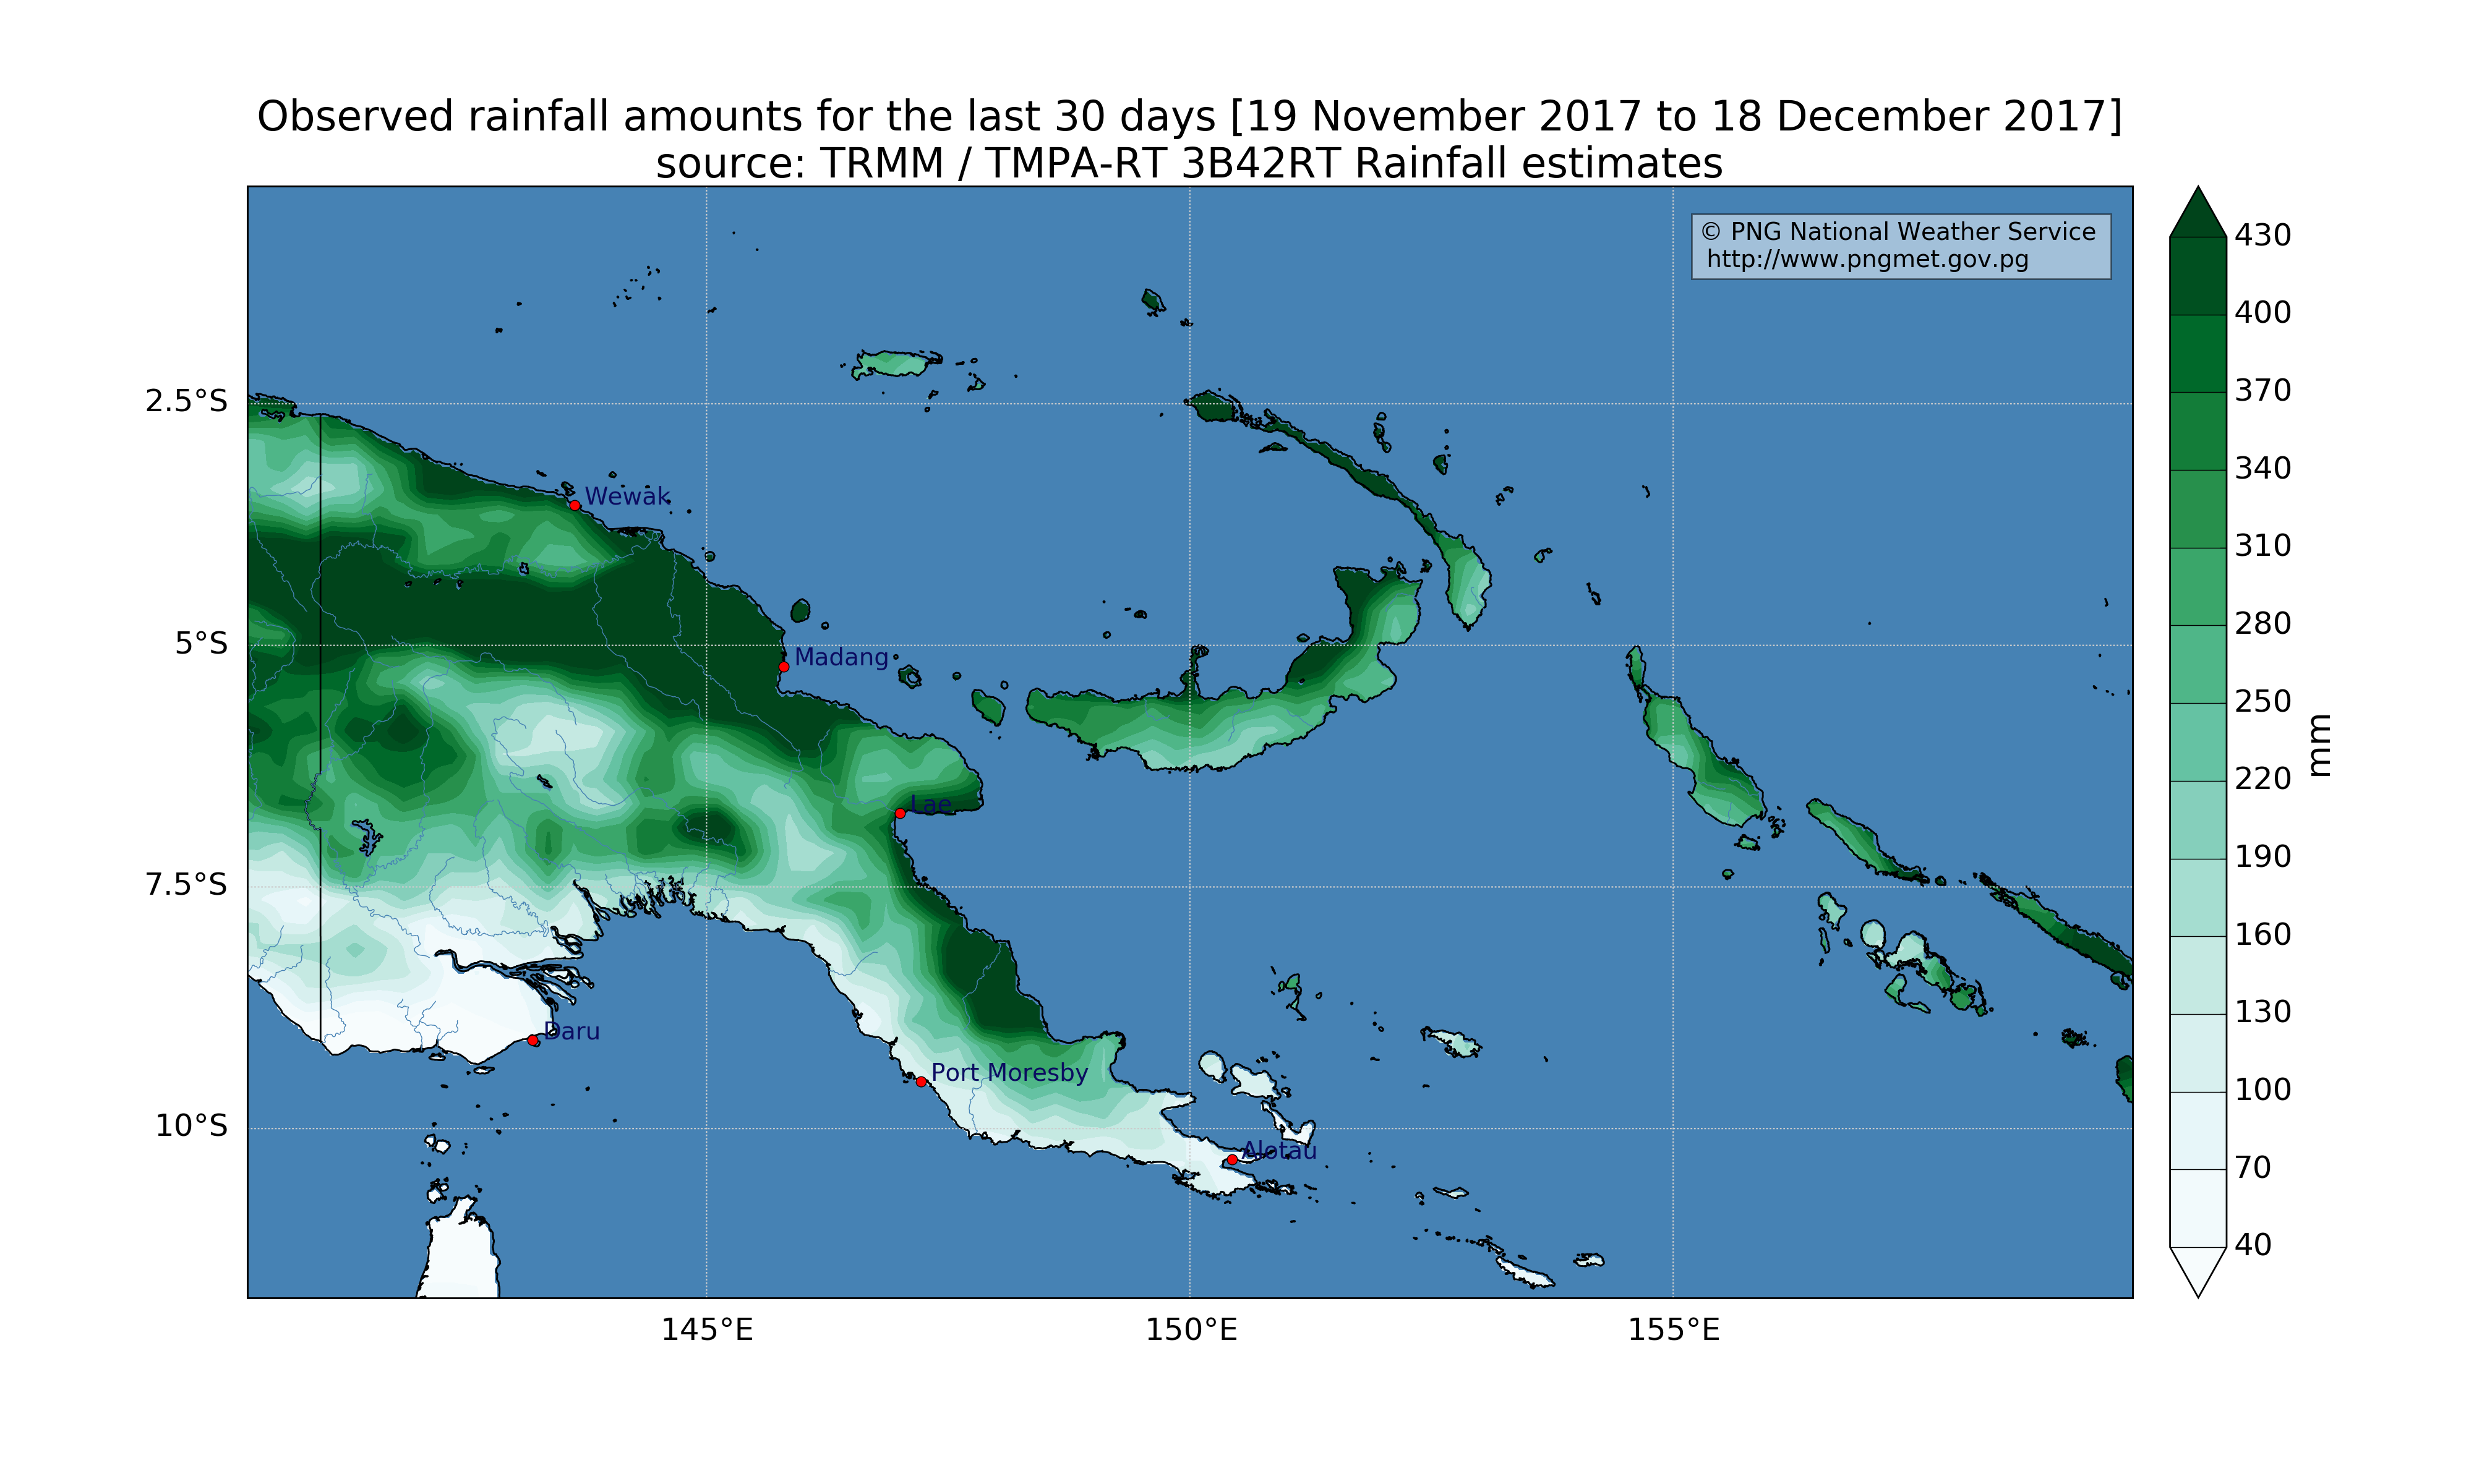 Observed rainfall amounts for the last 30 days [19 November 2017 to 18 December 2017]
source: TRMM / TMPA-RT 3B42RT Rainfall estimates
© PNG National Weather Service
http://www.pngmet.gov.pg
430
400
370
340
310
280
250
220
190
160
130
100
70
40
mm
2.5°S
5°S
7.5°S
10°S
Wewak
Madang
Lae
Daru
Port Moresby
Alotau
145°E
150°E
155°E